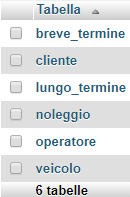 Tabella
breve_termine
cliente
lungo_termine
noleggio
operatore
veicolo
6 tabelle